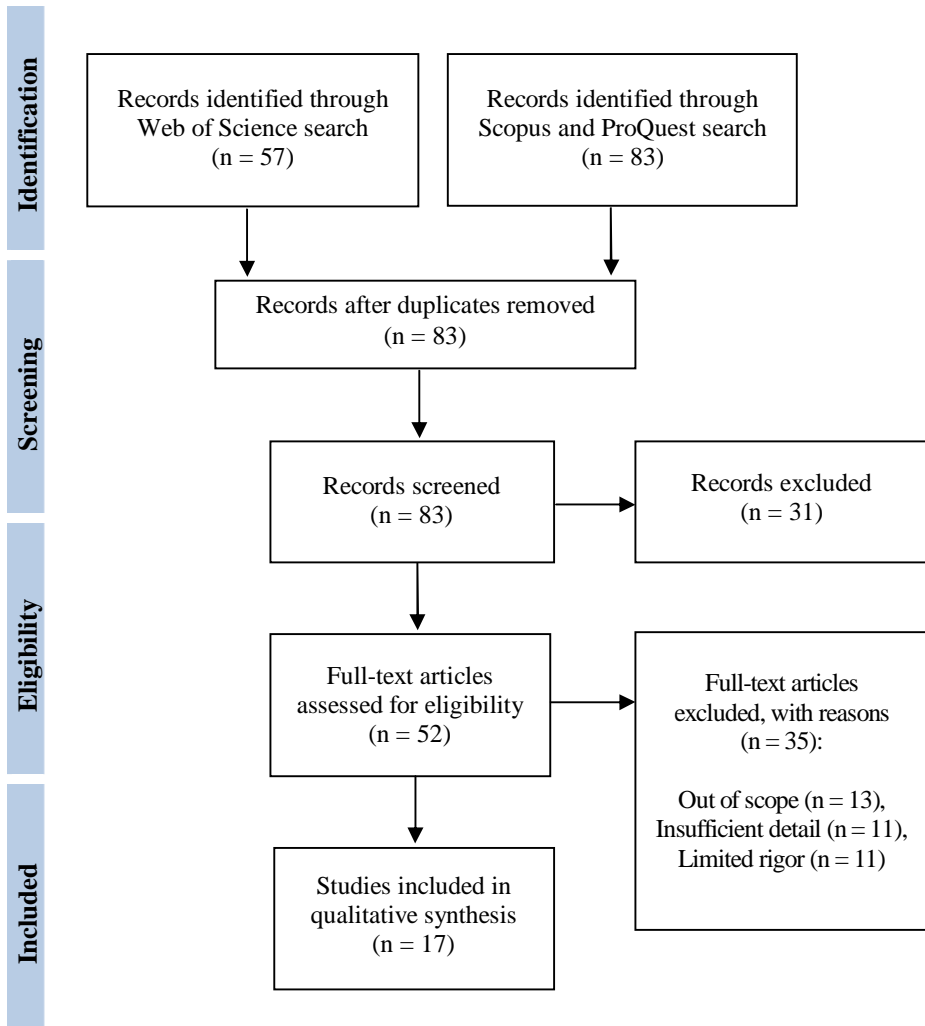 Identification
Records identified through
Web of Science search
(n = 57)
Records identified through
Scopus and ProQuest search
(n = 83)
Screening
Records after duplicates removed
(n = 83)
Records screened
(n = 83)
Records excluded
(n = 31)
Eligibility
Full-text articles
assessed for eligibility
(n = 52)
Full-text articles
excluded, with reasons
(n = 35):
Out of scope (n = 13),
Insufficient detail (n = 11),
Limited rigor (n = 11)
Included
Studies included in
qualitative synthesis
(n = 17)